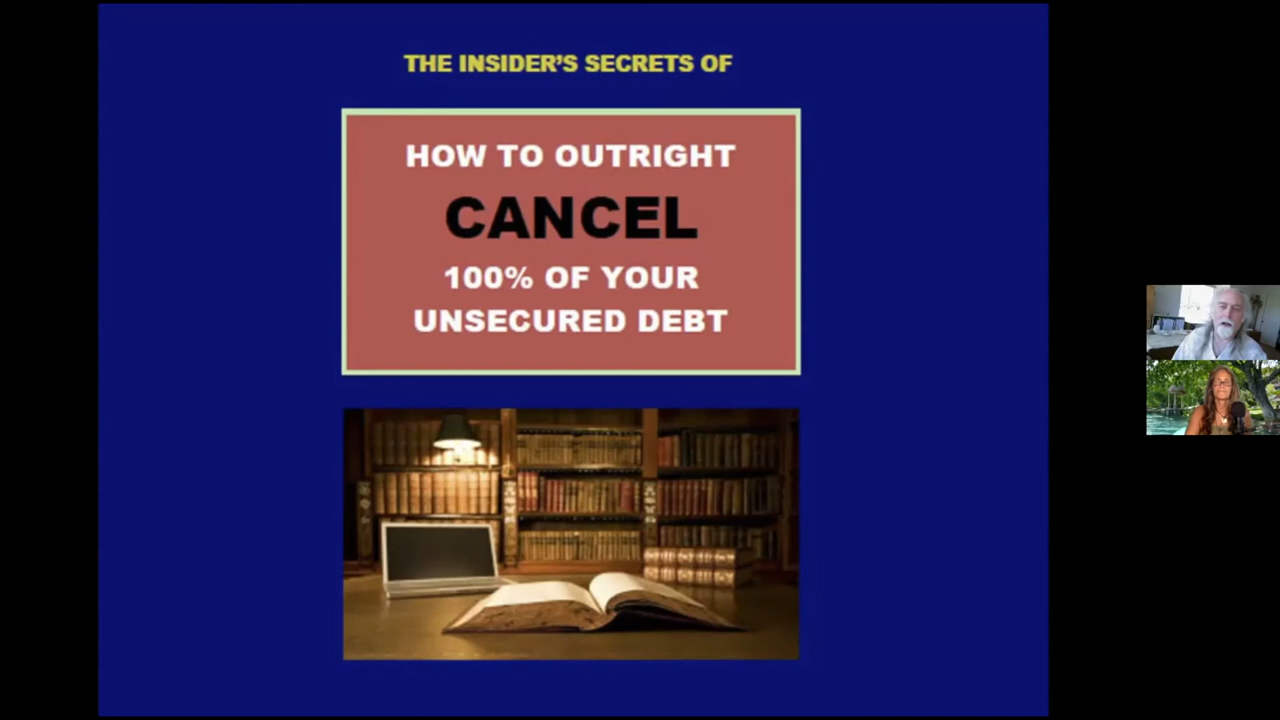 THE INSIDER'S SECRETS OF
HOW TO OUTRIGHT
CANCEL
100% OF YOUR
UNSECURED DEBT